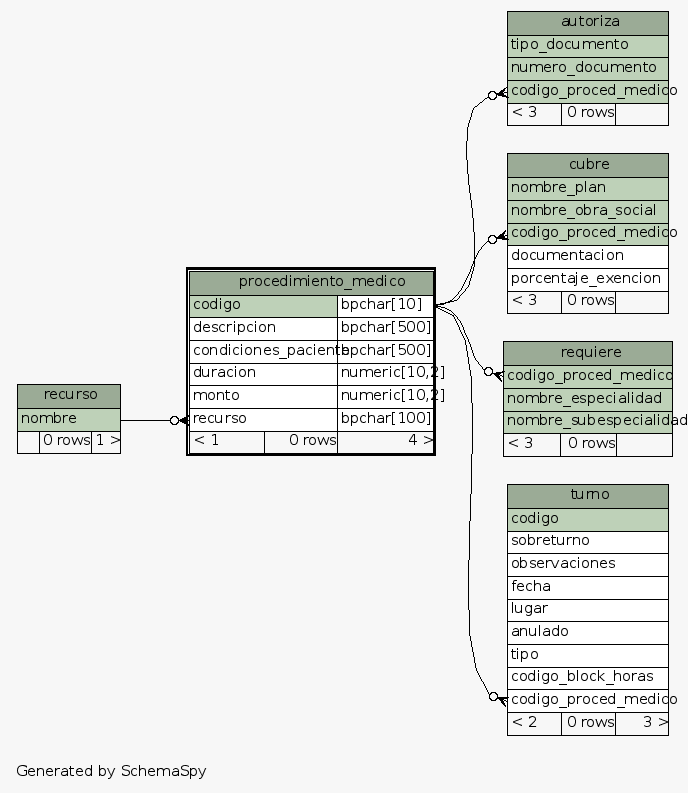 autoriza
tipo_documento
numero_documento
codigo_proced_medico
< 3 0 rows
cubre
nombre_plan
nombre_obra_social
codigo_proced_medico
documentacion
porcentaje_exencion
< 3 0 rows
procedimiento_medico
codigo bpchar[10]
descripcion bpchar[500]
condiciones_paciente bpchar[500]
duracion numeric[10,2]
monto numeric[10,2]
recurso bpchar[100]
< 1 0 rows 4 >
recurso
nombre
0 rows 1 >
requiere
codigo_proced_medico
nombre_especialidad
nombre_subespecialidad
< 3 0 rows
turno
codigo
sobreturno
observaciones
fecha
lugar
anulado
tipo
codigo_block_horas
codigo_proced_medico
< 2 0 rows 3 >
Generated by SchemaSpy